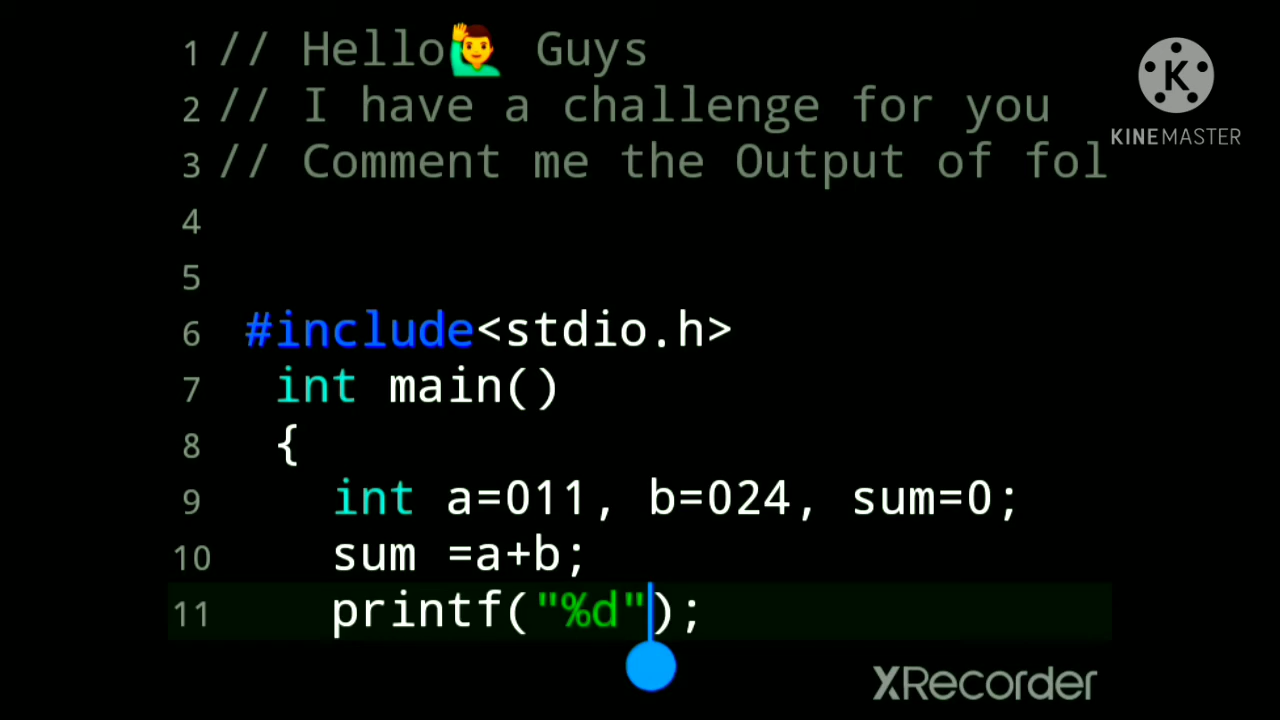 1 // Hello🙋‍♂️ Guys
2 // I have a challenge for you
3 // Comment me the Output of fol
4
5
6 #include<stdio.h>
7 int main()
8 {
9 int a=011, b=024, sum=0;
10 sum =a+b;
11 printf("%d");
KINEMASTER
XRecorder